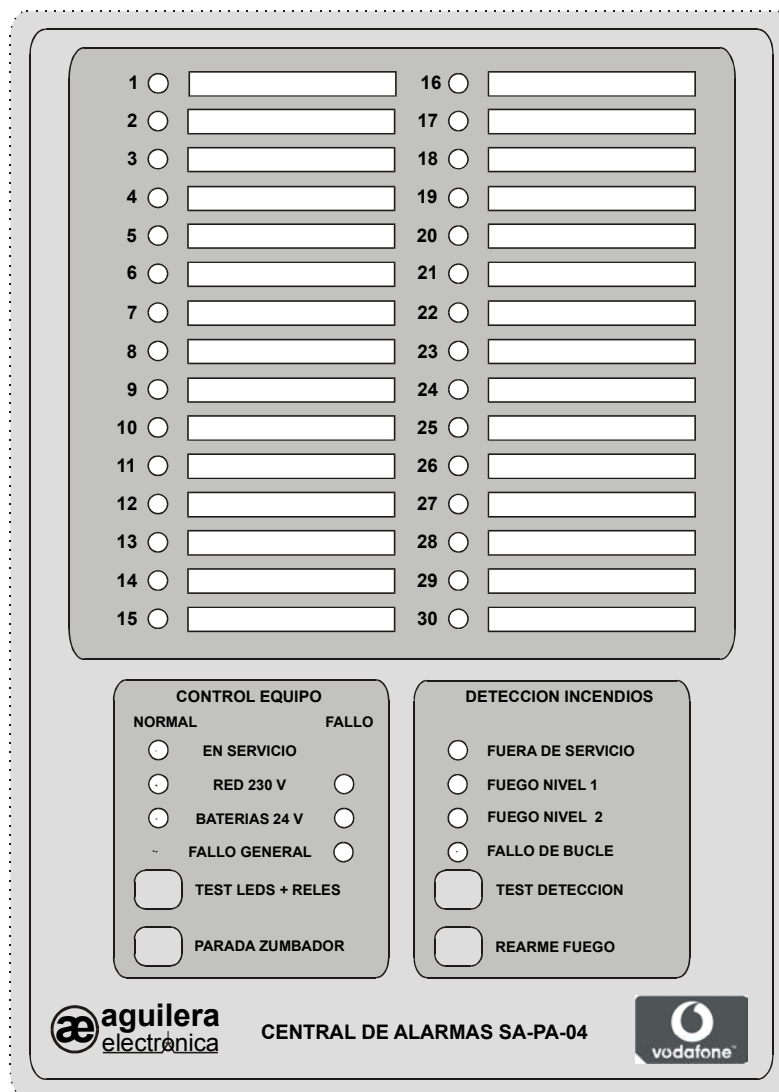 1 16
2 17
3 18
4 19
5 20
6 21
7 22
8 23
9 24
10 25
11 26
12 27
13 28
14 29
15 30
CONTROL EQUIPO
NORMAL FALLO
EN SERVICIO
RED 230 V
BATERIAS 24 V
FALLO GENERAL
TEST LEDS + RELES
PARADA ZUMBADOR
DETECCION INCENDIOS
FUERA DE SERVICIO
FUEGO NIVEL 1
FUEGO NIVEL 2
FALLO DE BUCLE
TEST DETECCION
REARME FUEGO
ae aguilera
electrónica
CENTRAL DE ALARMAS SA-PA-04
vodafone™